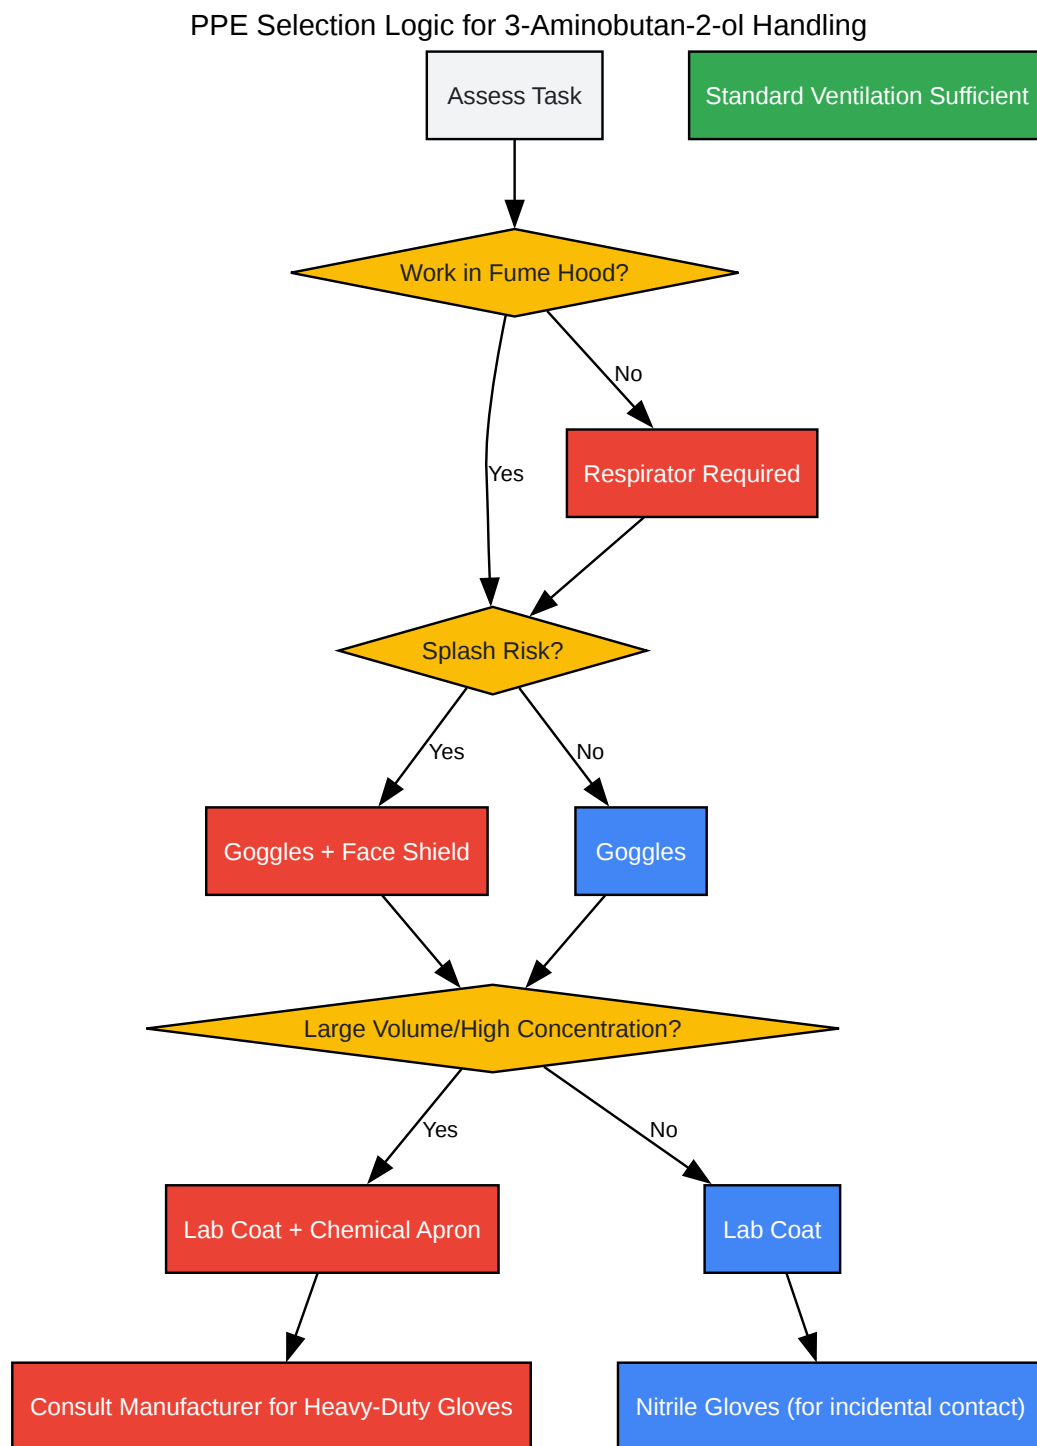 PPE Selection Logic for 3-Aminobutan-2-ol Handling
Assess Task
Standard Ventilation Sufficient
Work in Fume Hood?
No
Yes
Respirator Required
Splash Risk?
Yes
No
Goggles + Face Shield
Goggles
Large Volume/High Concentration?
Yes
No
Lab Coat + Chemical Apron
Lab Coat
Consult Manufacturer for Heavy-Duty Gloves
Nitrile Gloves (for incidental contact)